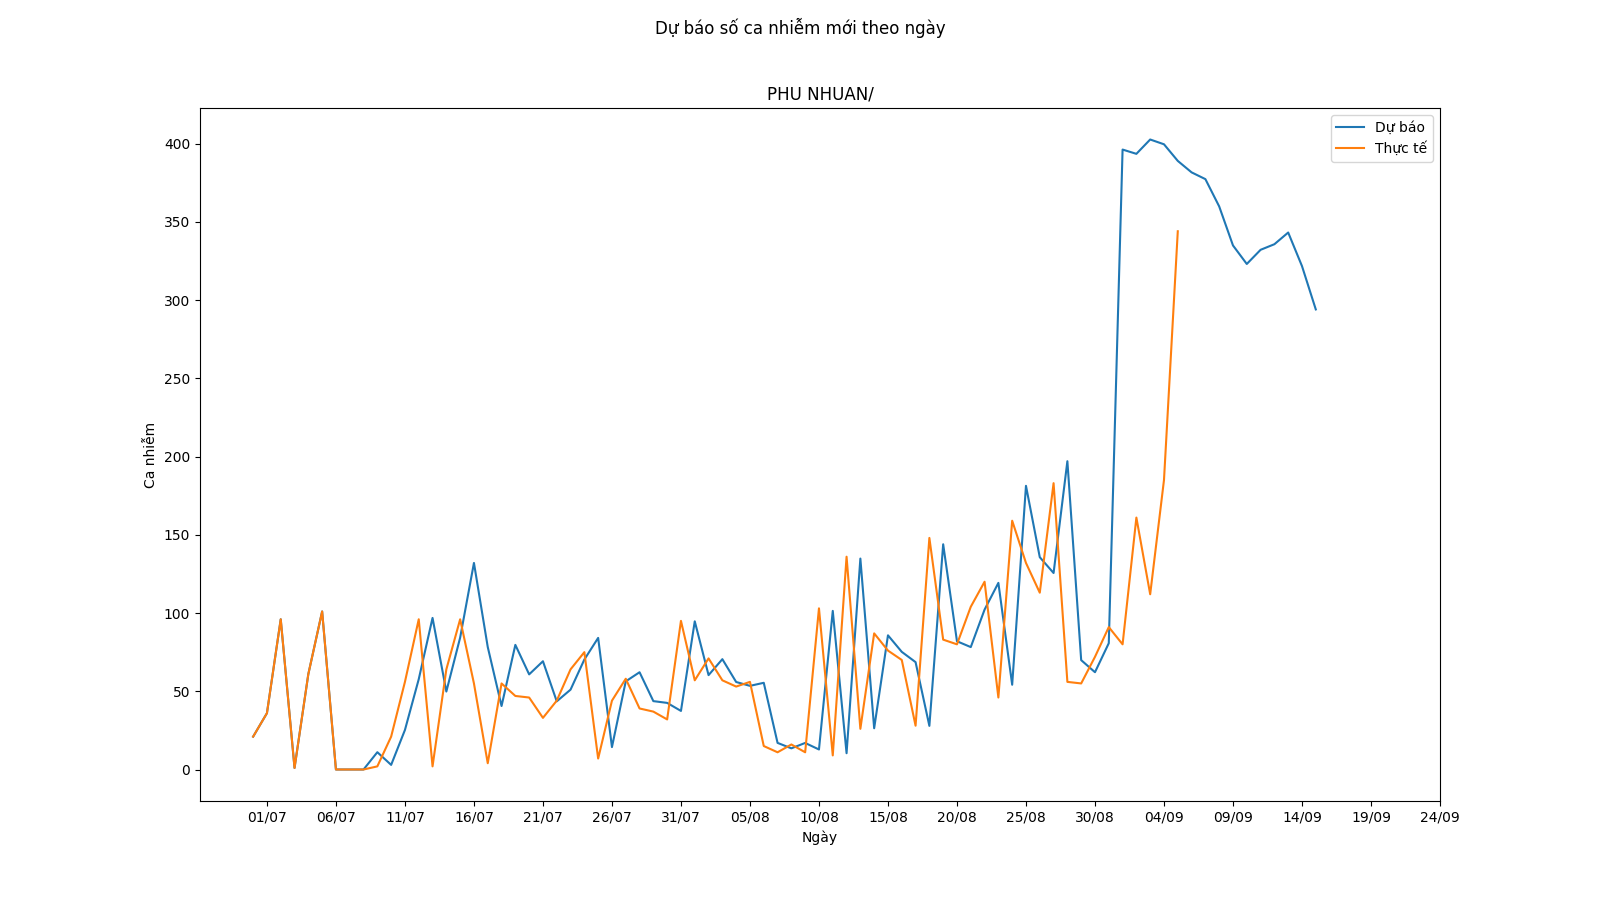 Dự báo số ca nhiễm mới theo ngày
PHU NHUAN/
Dự báo
Thực tế
400
350
300
250
200
150
100
50
0
Ca nhiễm
01/07 06/07 11/07 16/07 21/07 26/07 31/07 05/08 10/08 15/08 20/08 25/08 30/08 04/09 09/09 14/09 19/09 24/09
Ngày